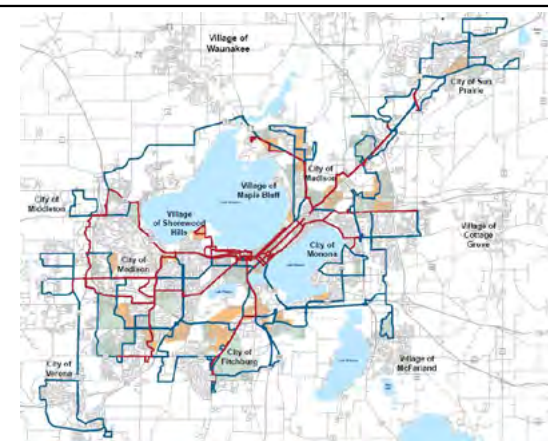 Village of
Waunakee
City of Sun
Prairie
City of
Madison
Village of
Maple Bluff
City of
Middleton
Village
of Shorewood
Hills
City of
Monona
Village of
Cottage
Grove
City of
Madison
City of
Fitchburg
Village of
McFarland
City of
Verona